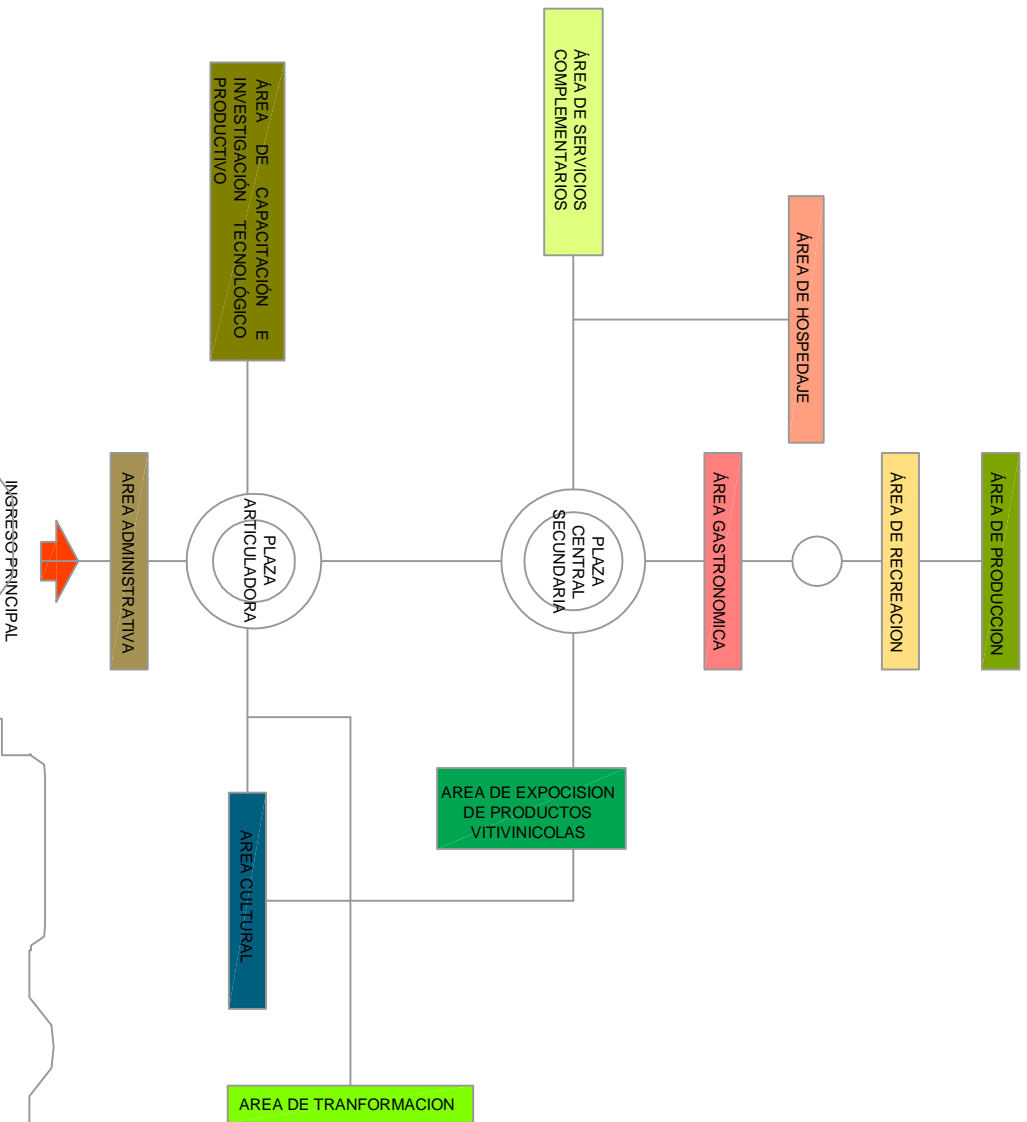 ÁREA DE SERVICIOS
COMPLEMENTARIOS
ÁREA DE CAPACITACIÓN E
INVESTIGACIÓN TECNOLÓGICO
PRODUCTIVO
ÁREA DE HOSPEDAJE
INGRESO PRINCIPAL
AREA ADMINISTRATIVA
PLAZA
ARTICULADORA
PLAZA
CENTRAL
SECUNDARIA
ÁREA GASTRONOMICA
ÁREA DE RECREACION
ÁREA DE PRODUCCION
AREA DE EXPOCISION
DE PRODUCTOS
VITIVINICOLAS
AREA CULTURAL
AREA DE TRANFORMACION